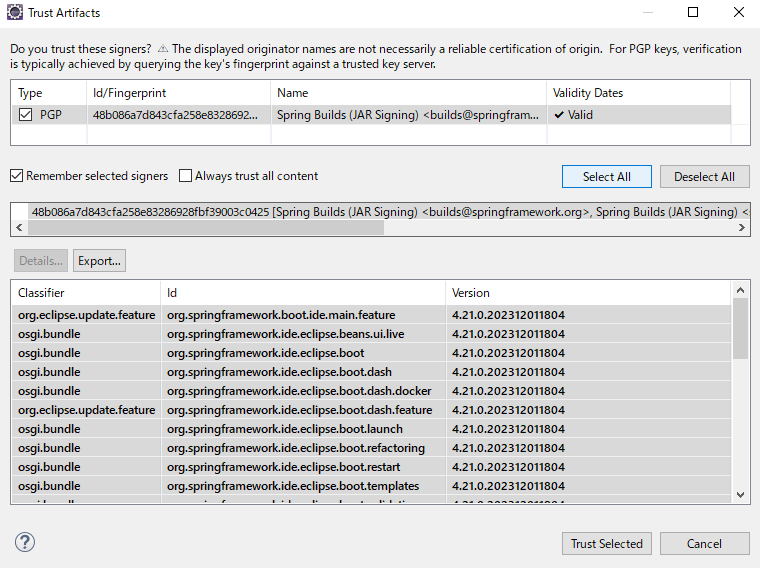 Trust Artifacts
Do you trust these signers? ⚠ The displayed originator names are not necessarily a reliable certification of origin. For PGP keys, verification
is typically achieved by querying the key's fingerprint against a trusted key server.
Type Id/Fingerprint Name Validity Dates
PGP 48b086a7d843cfa258e8328692... Spring Builds (JAR Signing) <builds@springfram... ✔ Valid
Remember selected signers Always trust all content Select All Deselect All
48b086a7d843cfa258e83286928fbf39003c0425 [Spring Builds (JAR Signing) <builds@springframework.org>, Spring Builds (JAR Signing) <
Details... Export...
Classifier Id Version
org.eclipse.update.feature org.springframework.boot.ide.main.feature 4.21.0.202312011804
osgi.bundle org.springframework.ide.eclipse.beans.ui.live 4.21.0.202312011804
osgi.bundle org.springframework.ide.eclipse.boot 4.21.0.202312011804
osgi.bundle org.springframework.ide.eclipse.boot.dash 4.21.0.202312011804
osgi.bundle org.springframework.ide.eclipse.boot.dash.docker 4.21.0.202312011804
org.eclipse.update.feature org.springframework.ide.eclipse.boot.dash.feature 4.21.0.202312011804
osgi.bundle org.springframework.ide.eclipse.boot.launch 4.21.0.202312011804
osgi.bundle org.springframework.ide.eclipse.boot.refactoring 4.21.0.202312011804
osgi.bundle org.springframework.ide.eclipse.boot.restart 4.21.0.202312011804
osgi.bundle org.springframework.ide.eclipse.boot.templates 4.21.0.202312011804
? Trust Selected Cancel